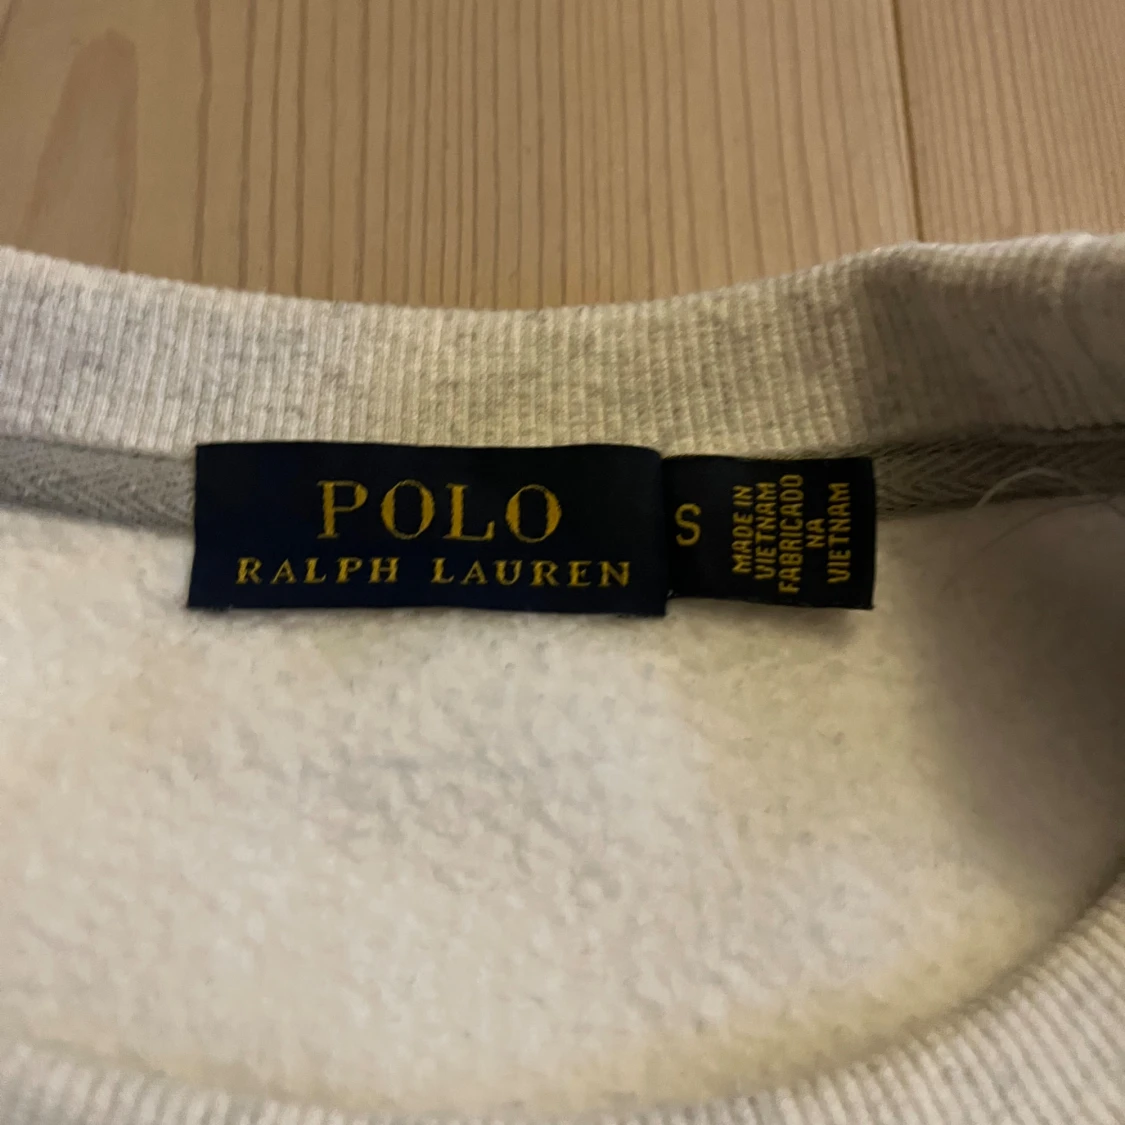 POLO
RALPH LAUREN
S
MADE IN
VIETNAM
FABRICADO
NA
VIETNAM